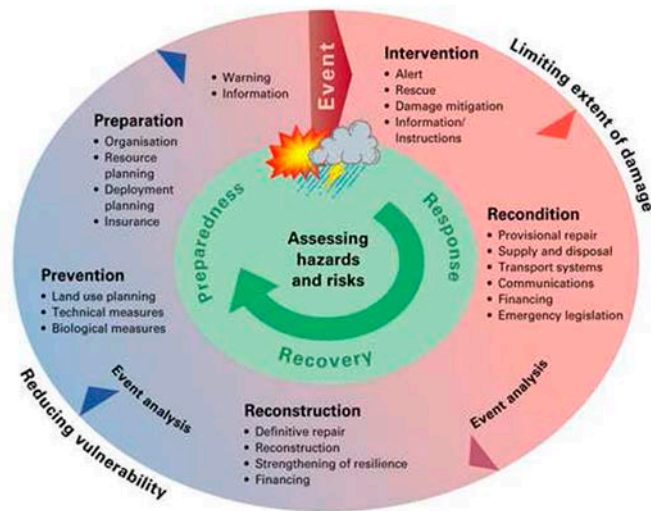 Event
• Warning
• Information
Intervention
• Alert
• Rescue
• Damage mitigation
• Information/
Instructions
Limiting extent of damage
Recondition
• Provisional repair
• Supply and disposal
• Transport systems
• Communications
• Financing
• Emergency legislation
Event analysis
Reconstruction
• Definitive repair
• Reconstruction
• Strengthening of resilience
• Financing
Event analysis
Reducing vulnerability
Prevention
• Land use planning
• Technical measures
• Biological measures
Preparation
• Organisation
• Resource
planning
• Deployment
planning
• Insurance
Preparedness
Response
Recovery
Assessing
hazards
and risks